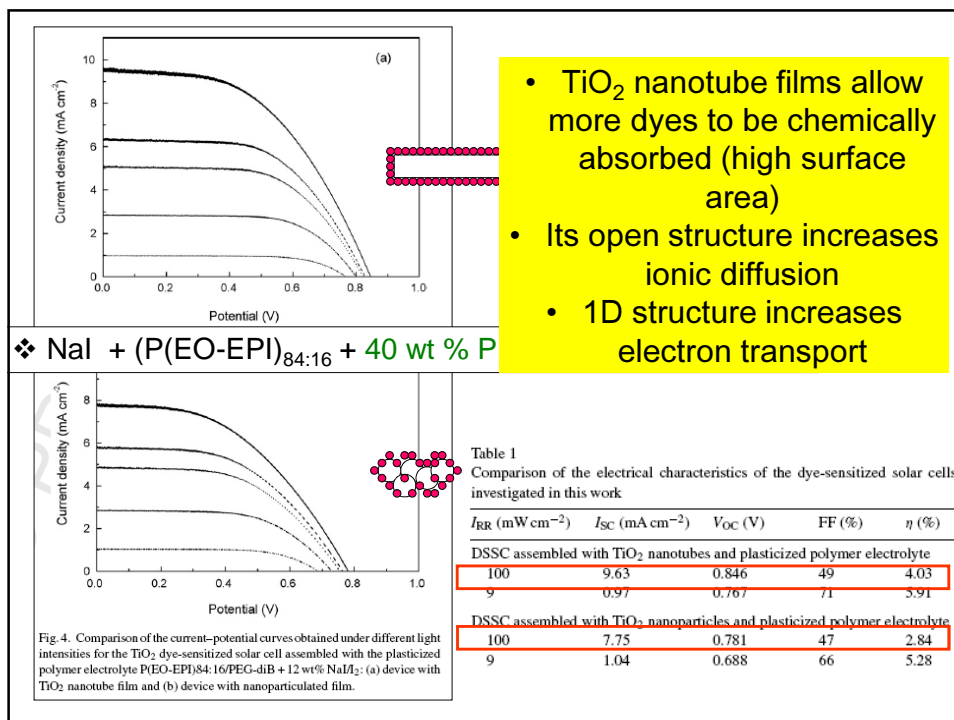 (a)
10
8
6
4
2
0
Current density (mA cm-2)
0.0 0.2 0.4 0.6 0.8 1.0
Potential (V)
• TiO2 nanotube films allow
more dyes to be chemically
absorbed (high surface
area)
• Its open structure increases
ionic diffusion
• 1D structure increases
electron transport
❖ NaI + (P(EO-EPI)84:16 + 40 wt % P
8
6
4
2
0
Current density (mA cm-2)
0.0 0.2 0.4 0.6 0.8 1.0
Potential (V)
Fig. 4. Comparison of the current–potential curves obtained under different light
intensities for the TiO2 dye-sensitized solar cell assembled with the plasticized
polymer electrolyte P(EO-EPI)84:16/PEG-diB + 12 wt% NaI/I2: (a) device with
TiO2 nanotube film and (b) device with nanoparticulated film.
Table 1
Comparison of the electrical characteristics of the dye-sensitized solar cells
investigated in this work
IRR (mW cm−2) ISC (mA cm−2) VOC (V) FF (%) η (%)
DSSC assembled with TiO2 nanotubes and plasticized polymer electrolyte
100 9.63 0.846 49 4.03
9 0.97 0.767 71 5.91
DSSC assembled with TiO2 nanoparticles and plasticized polymer electrolyte
100 7.75 0.781 47 2.84
9 1.04 0.688 66 5.28